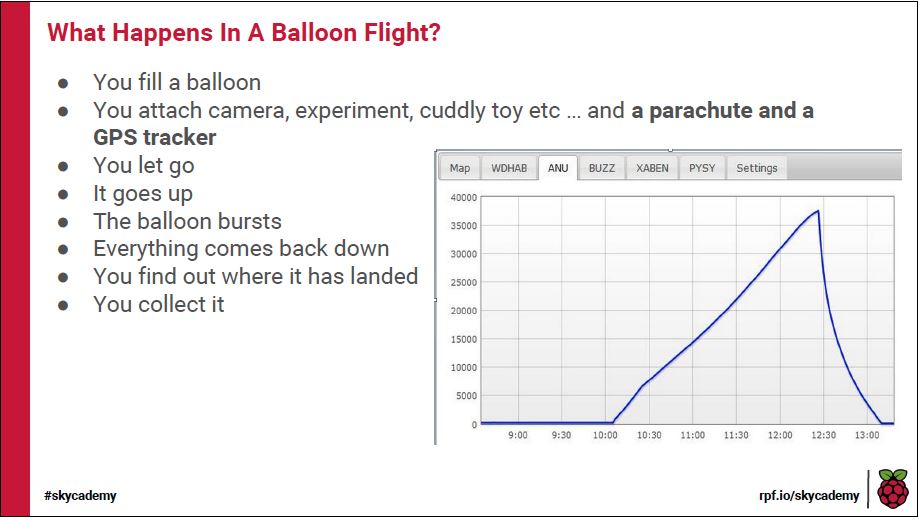 What Happens In A Balloon Flight?
● You fill a balloon
● You attach camera, experiment, cuddly toy etc ... and a parachute and a
GPS tracker
● You let go
● It goes up
● The balloon bursts
● Everything comes back down
● You find out where it has landed
● You collect it
Map WDHAB ANU BUZZ XABEN PYSY Settings
40000
35000
30000
25000
20000
15000
10000
5000
0
9:00 9:30 10:00 10:30 11:00 11:30 12:00 12:30 13:00
#skycademy
rpf.io/skycademy